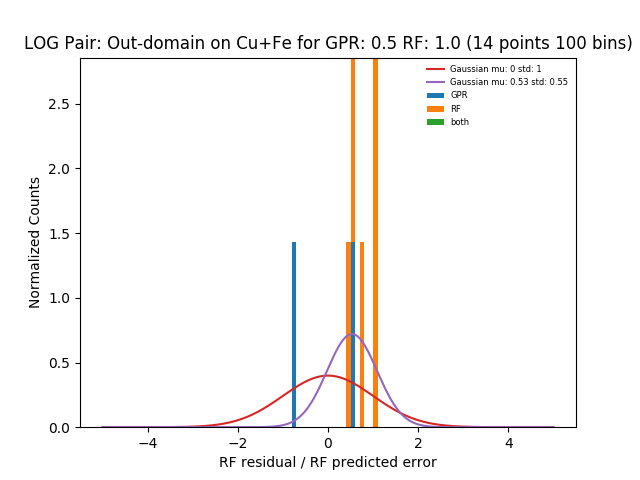 LOG Pair: Out-domain on Cu+Fe for GPR: 0.5 RF: 1.0 (14 points 100 bins)
Gaussian mu: 0 std: 1
Gaussian mu: 0.53 std: 0.55
GPR
RF
both
Normalized Counts
2.5
2.0
1.5
1.0
0.5
0.0
−4 −2 0 2 4
RF residual / RF predicted error